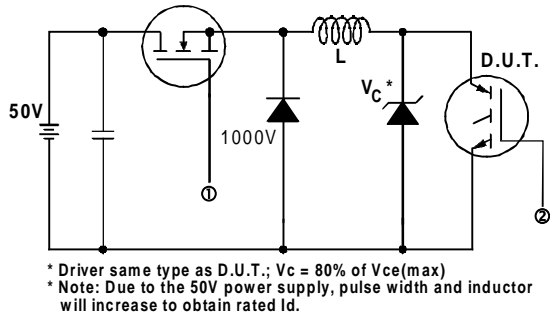 50V
1000V
L
V_C *
D.U.T.
①
②
* Driver same type as D.U.T.; Vc = 80% of Vce(max)
* Note: Due to the 50V power supply, pulse width and inductor
will increase to obtain rated Id.